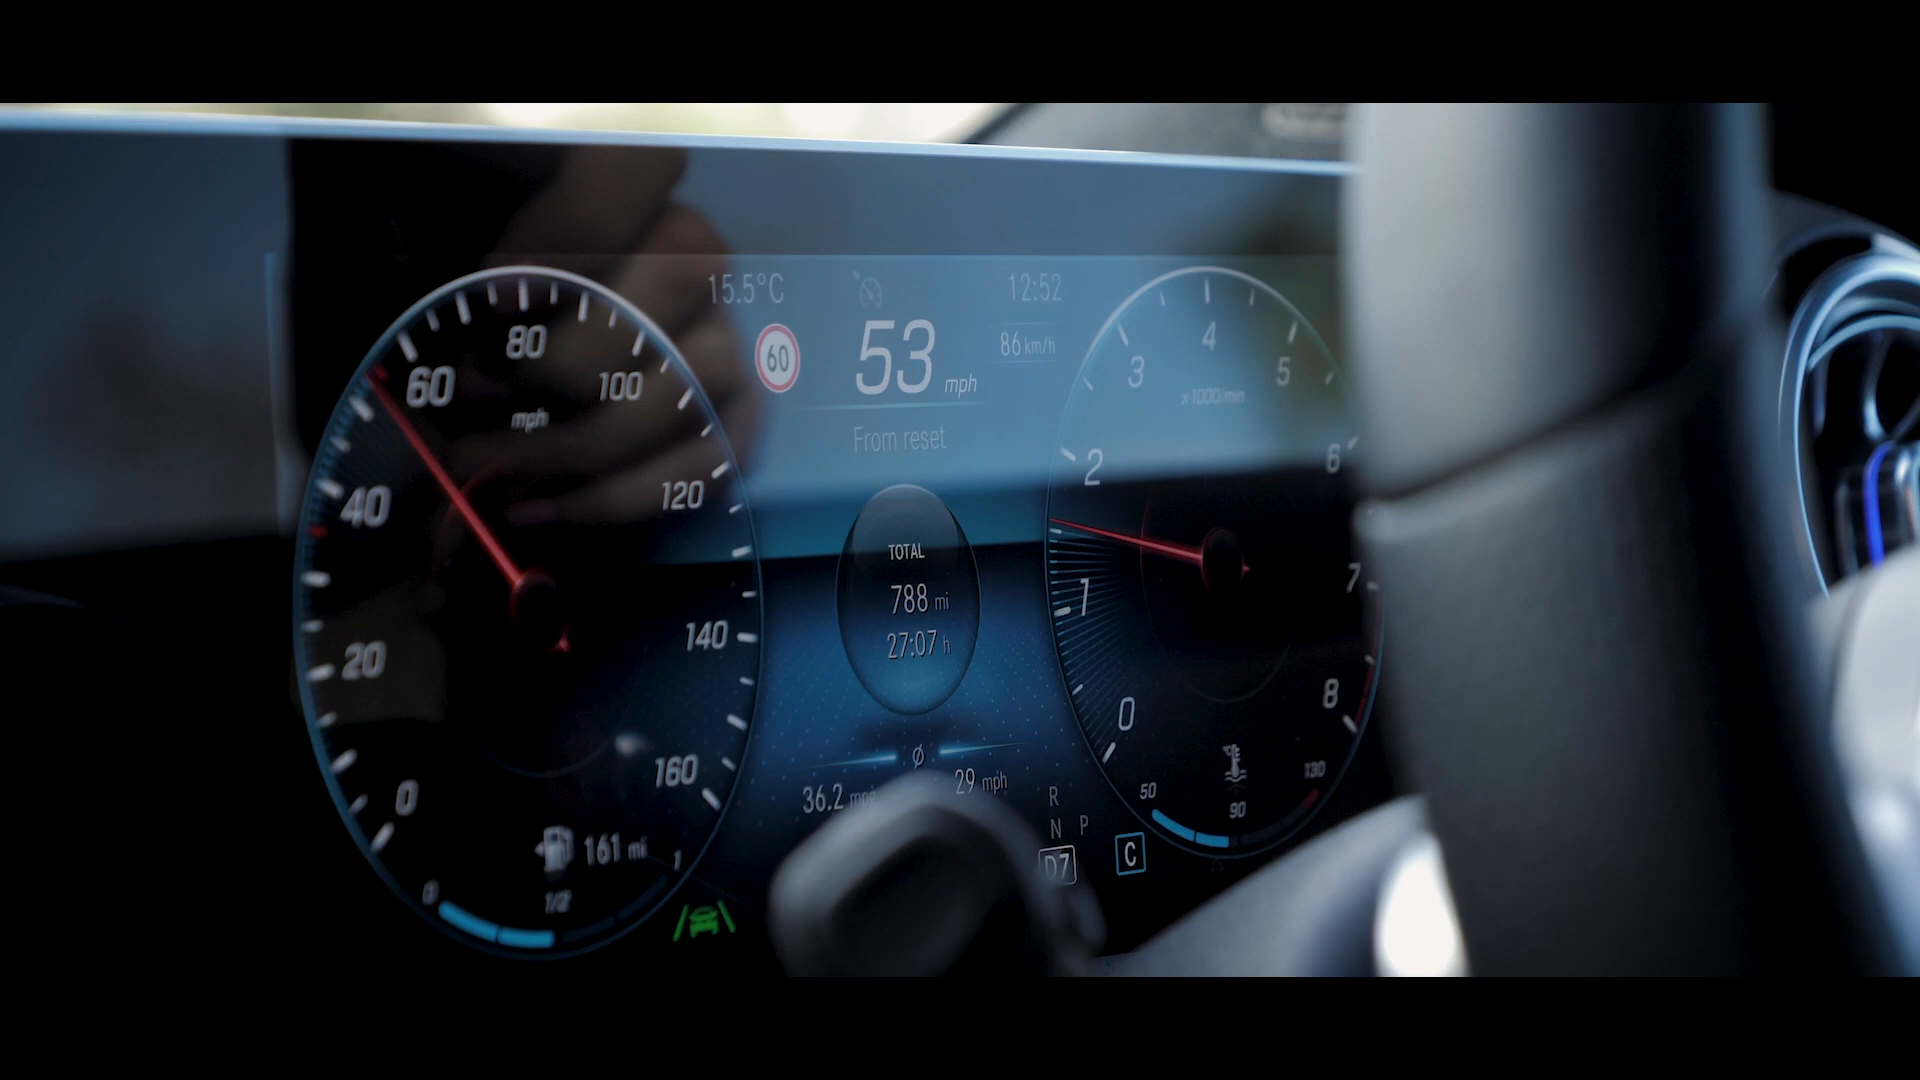 15.5°C
12:52
60
53 mph
86 km/h
From reset
TOTAL
788 mi
27:07 h
Ø
36.2
29 mph
0
20
40
60
80
100
120
140
160
mph
161 mi
0
1/2
1
0
1
2
3
4
5
6
7
8
x1000/min
°C
50
90
130
R
N P
D7
C